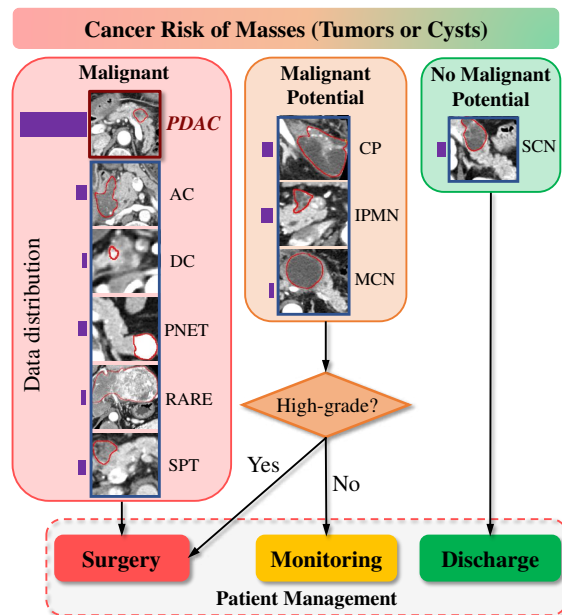 Cancer Risk of Masses (Tumors or Cysts)
Malignant
PDAC
AC
DC
PNET
RARE
SPT
Data distribution
Malignant
Potential
CP
IPMN
MCN
No Malignant
Potential
SCN
High-grade?
Yes
No
Surgery
Monitoring
Discharge
Patient Management